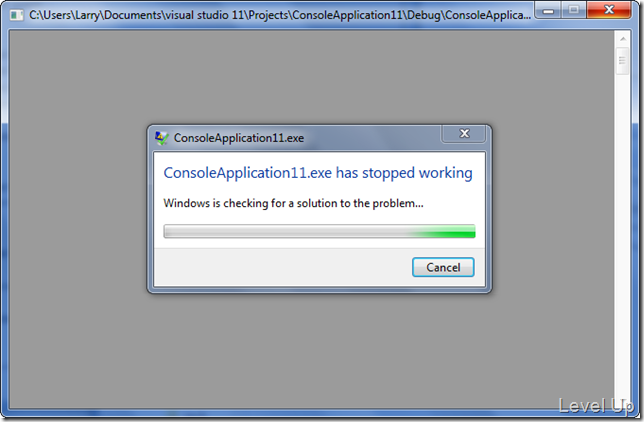 C:\Users\Larry\Documents\visual studio 11\Projects\ConsoleApplication11\Debug\ConsoleApplica...
ConsoleApplication11.exe
ConsoleApplication11.exe has stopped working
Windows is checking for a solution to the problem...
Cancel
Level Up